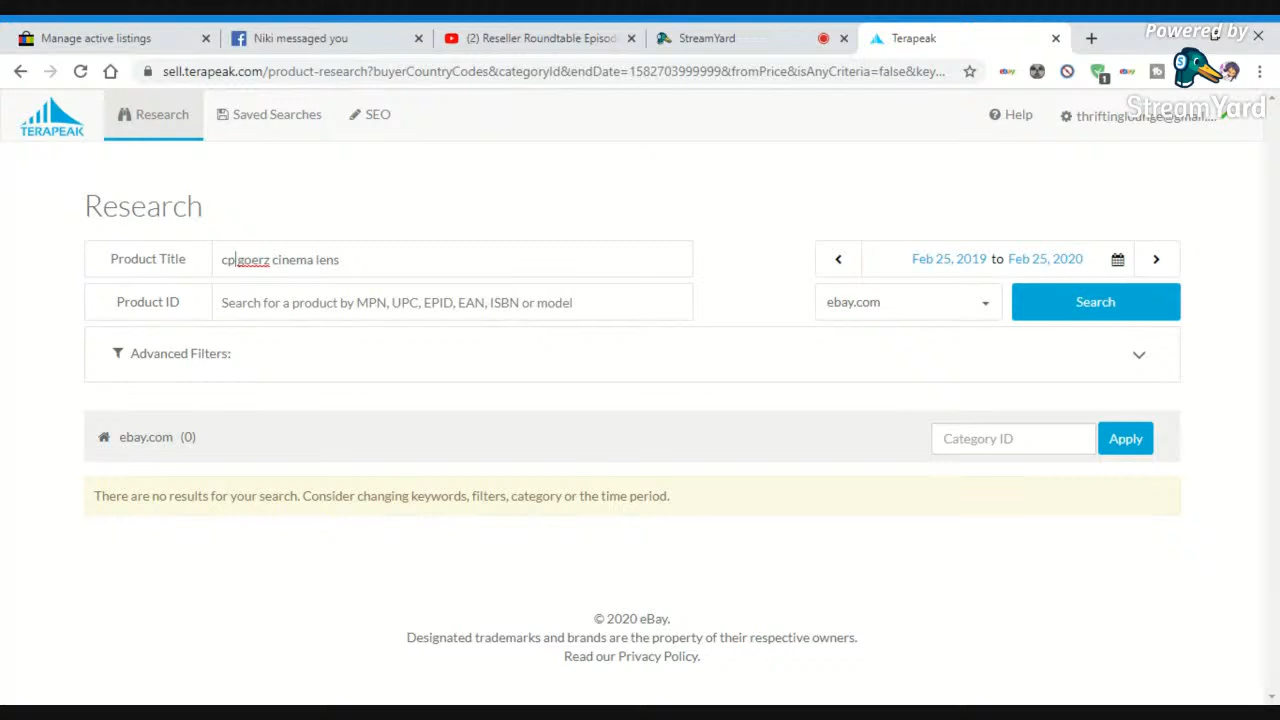 Manage active listings
Niki messaged you
(2) Reseller Roundtable Episod
StreamYard
Terapeak
Powered by
sell.terapeak.com/product-research?buyerCountryCodes&categoryId&endDate=1582703999999&fromPrice&isAnyCriteria=false&key...
StreamYard
TERAPEAK
Research
Saved Searches
SEO
Help
thriftinglounge@gmail....
Research
Product Title
cp goerz cinema lens
Feb 25, 2019 to Feb 25, 2020
Product ID
Search for a product by MPN, UPC, EPID, EAN, ISBN or model
ebay.com
Search
Advanced Filters:
ebay.com (0)
Category ID
Apply
There are no results for your search. Consider changing keywords, filters, category or the time period.
© 2020 eBay.
Designated trademarks and brands are the property of their respective owners.
Read our Privacy Policy.